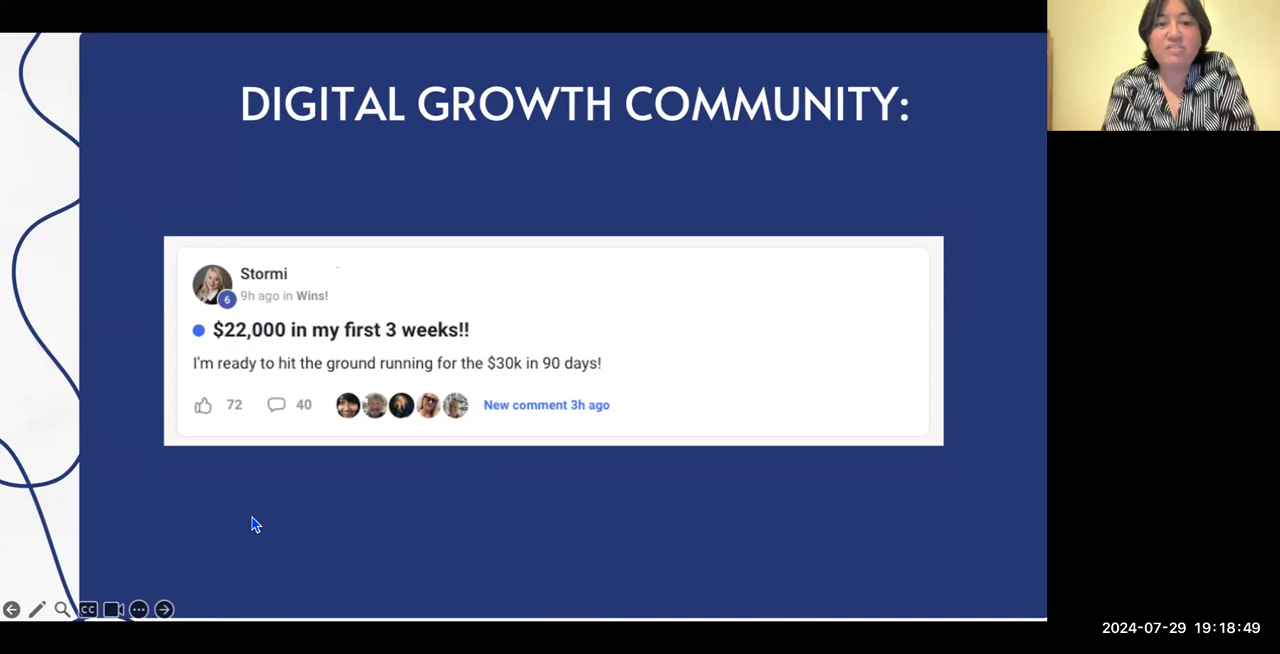 DIGITAL GROWTH COMMUNITY:
Stormi
6
9h ago in Wins!
$22,000 in my first 3 weeks!!
I'm ready to hit the ground running for the $30k in 90 days!
72 40 New comment 3h ago
CC
2024-07-29 19:18:49